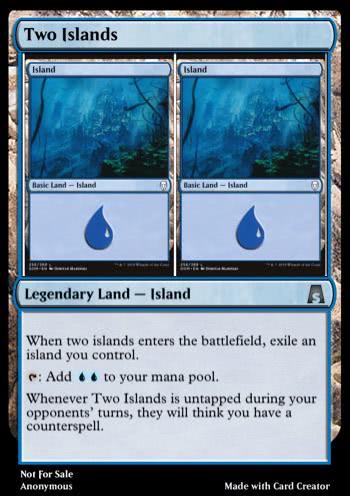 Two Islands
Island Island
Basic Land — Island Basic Land — Island
Legendary Land — Island
When two islands enters the battlefield, exile an
island you control.
: Add to your mana pool.
Whenever Two Islands is untapped during your
opponents' turns, they will think you have a
counterspell.
Not For Sale
Anonymous Made with Card Creator